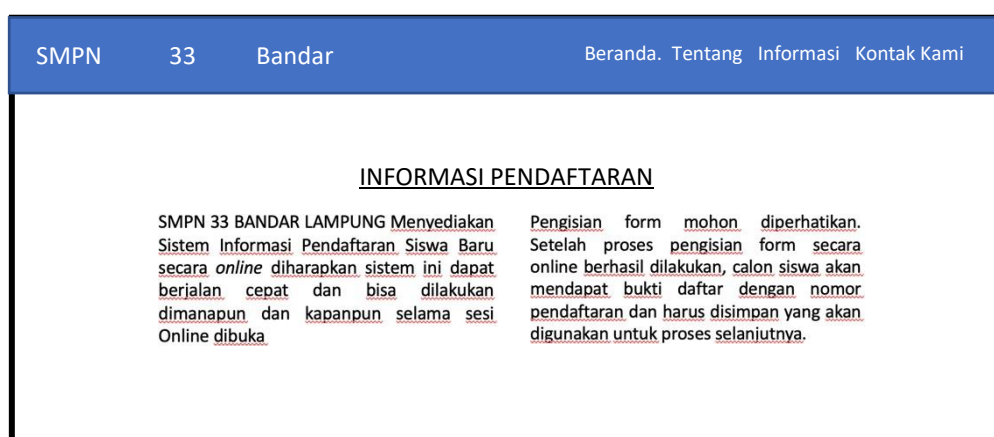 SMPN 33 Bandar
Beranda. Tentang Informasi Kontak Kami
INFORMASI PENDAFTARAN
SMPN 33 BANDAR LAMPUNG Menyediakan
Sistem Informasi Pendaftaran Siswa Baru
secara online diharapkan sistem ini dapat
berjalan cepat dan bisa dilakukan
dimanapun dan kapanpun selama sesi
Online dibuka
Pengisian form mohon diperhatikan.
Setelah proses pengisian form secara
online berhasil dilakukan, calon siswa akan
mendapat bukti daftar dengan nomor
pendaftaran dan harus disimpan yang akan
digunakan untuk proses selanjutnya.